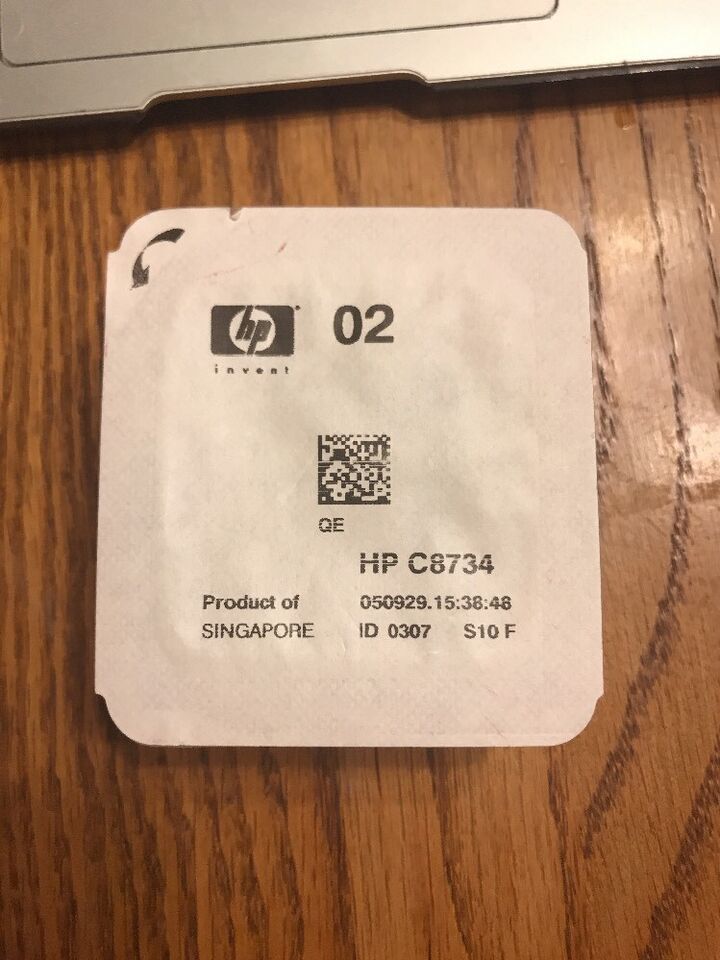 hp 02
invent
QE
HP C8734
Product of 050929.15:38:48
SINGAPORE ID 0307 S10 F